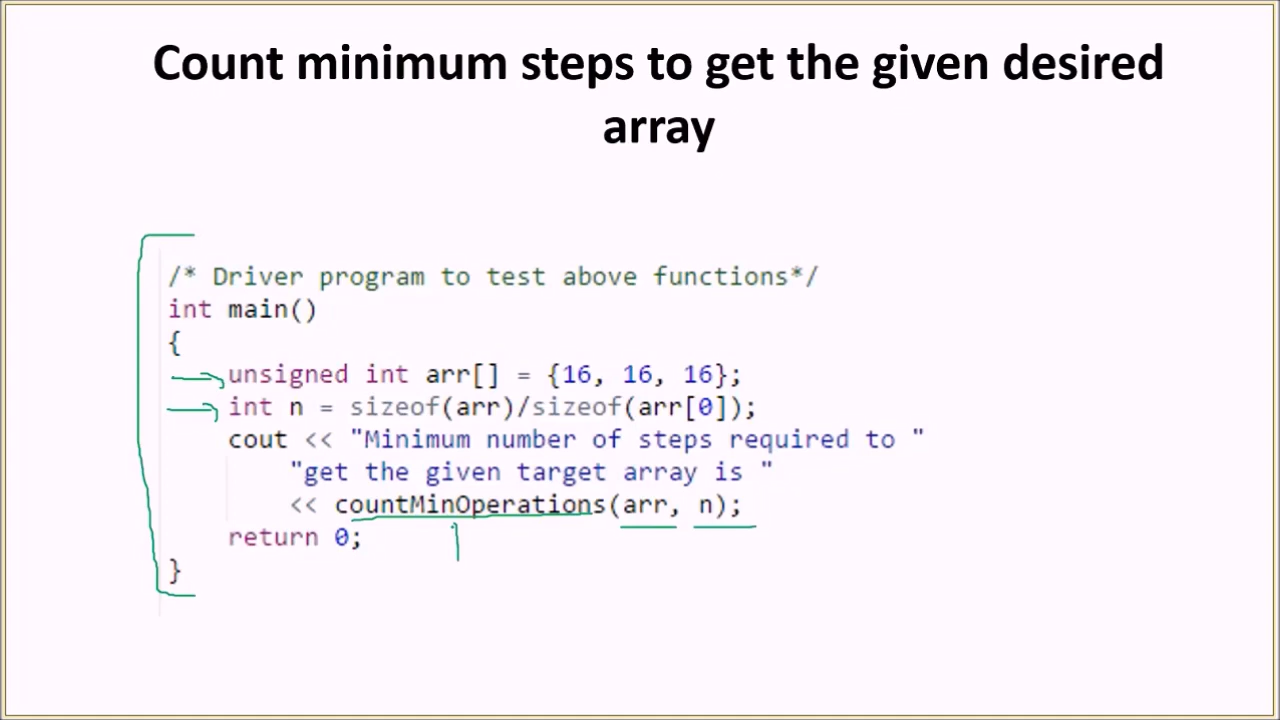 Count minimum steps to get the given desired
array
/* Driver program to test above functions*/
int main()
{
unsigned int arr[] = {16, 16, 16};
int n = sizeof(arr)/sizeof(arr[0]);
cout << "Minimum number of steps required to "
"get the given target array is "
<< countMinOperations(arr, n);
return 0;
}